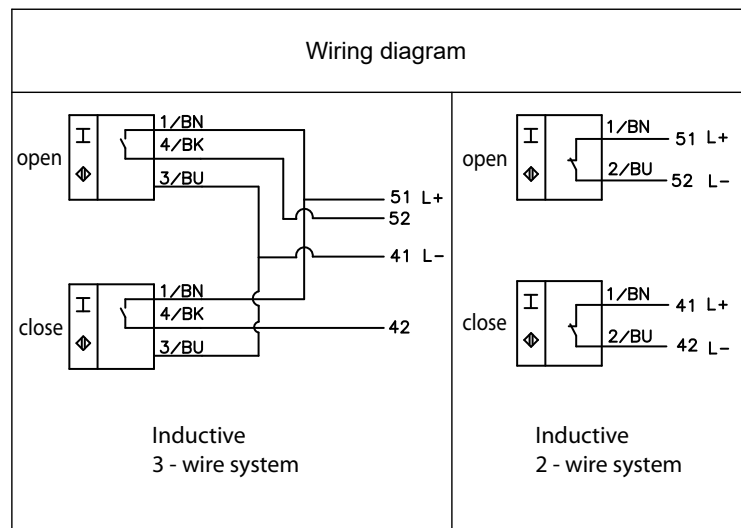 Wiring diagram
open
1/BN
4/BK
3/BU
51 L+
52
41 L-
close
1/BN
4/BK
3/BU
42
Inductive
3 - wire system
open
1/BN
2/BU
51 L+
52 L-
close
1/BN
2/BU
41 L+
42 L-
Inductive
2 - wire system